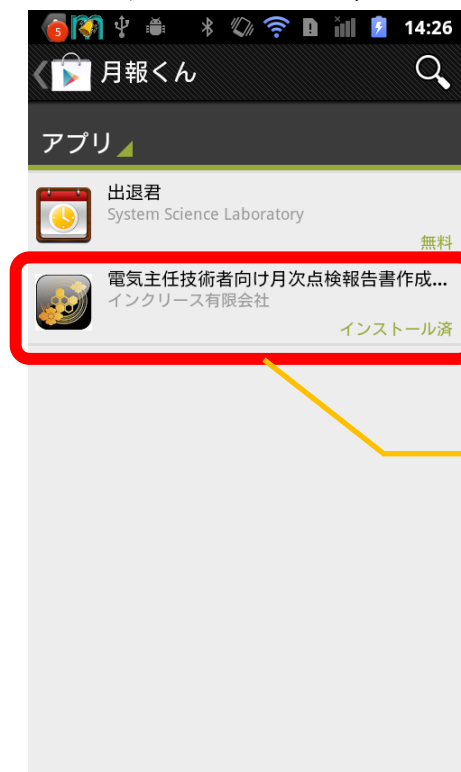 5
14:26
月報くん
アプリ
出退君
System Science Laboratory
無料
電気主任技術者向け月次点検報告書作成...
インクリース有限会社
インストール済